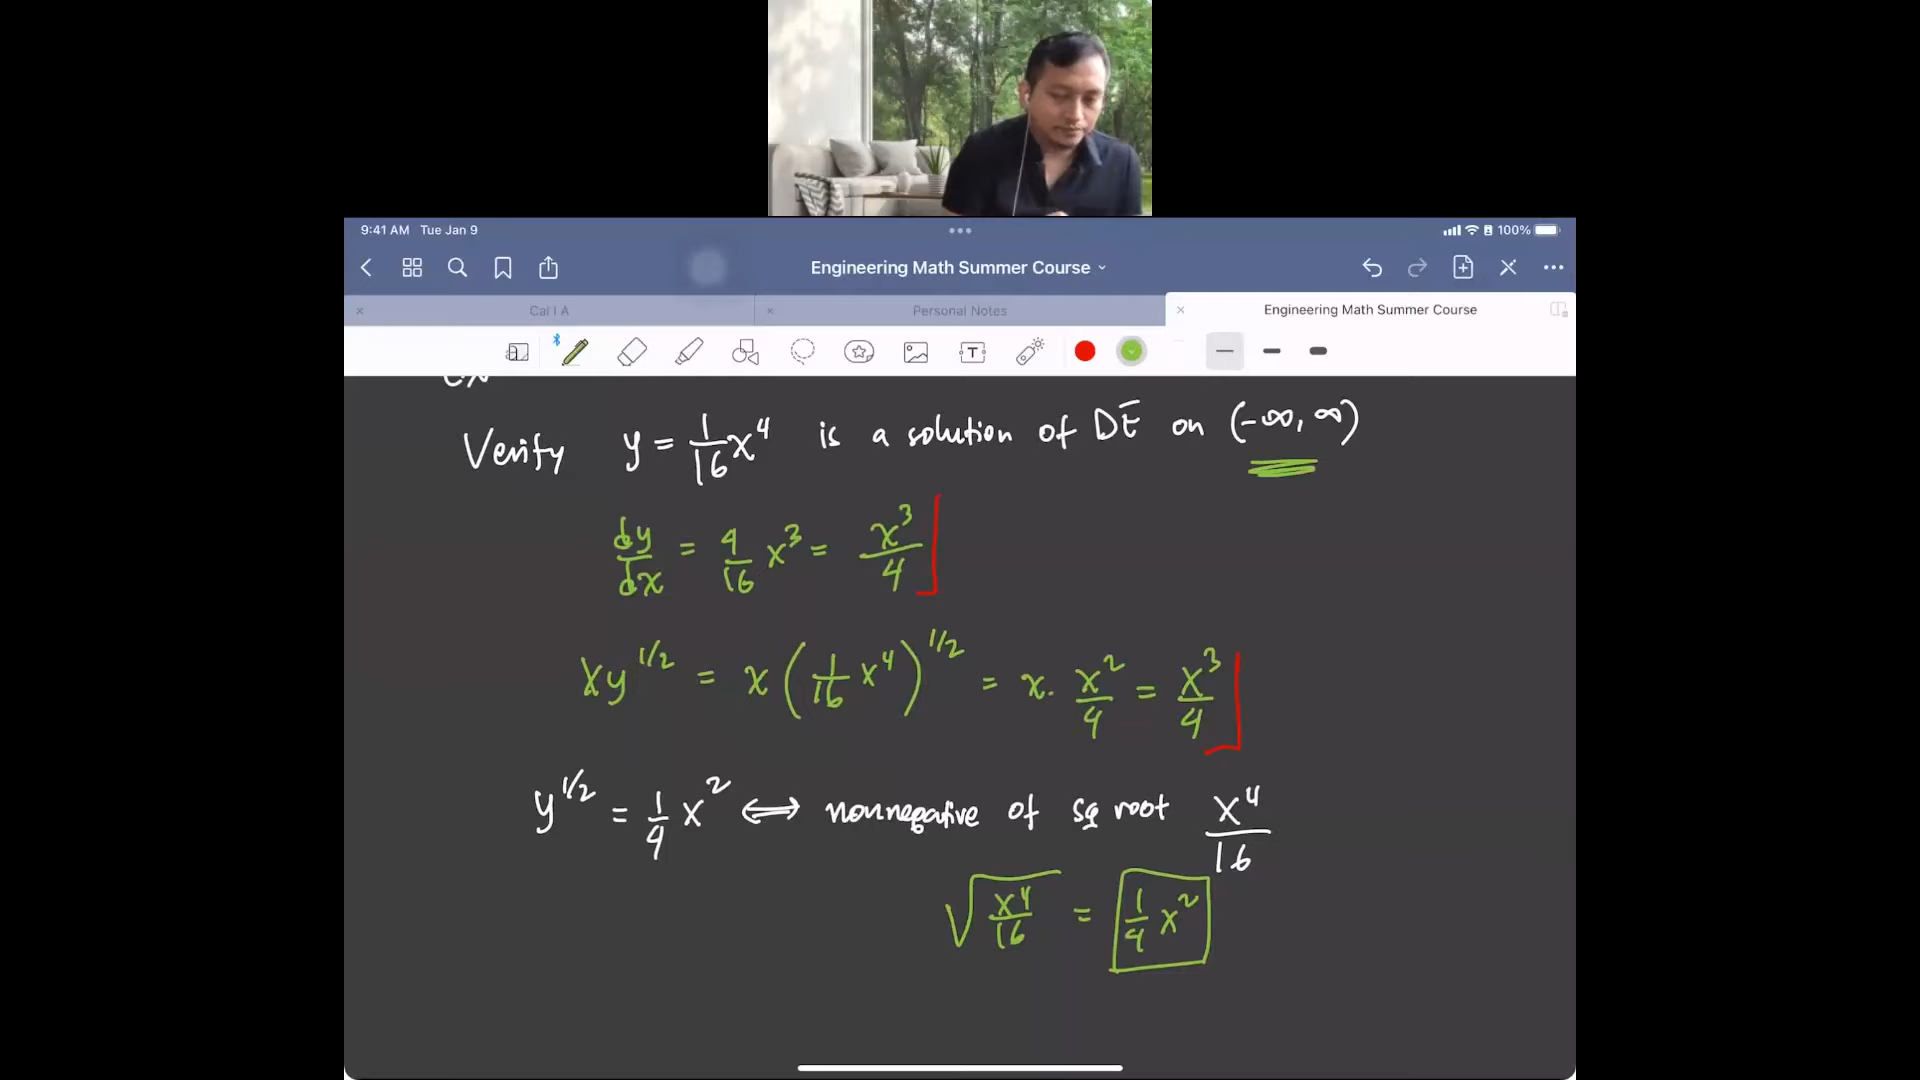 9:41 AM Tue Jan 9
100%
Engineering Math Summer Course
Cal I A
Personal Notes
Engineering Math Summer Course
Verify y = 1/16 x^4 is a solution of DE on (-∞, ∞)
dy/dx = 4/16 x^3 = x^3/4
xy^1/2 = x (1/16 x^4)^1/2 = x · x^2/4 = x^3/4
y^1/2 = 1/4 x^2 ⟺ nonnegative of sq root x^4/16
√(x^4/16) = 1/4 x^2